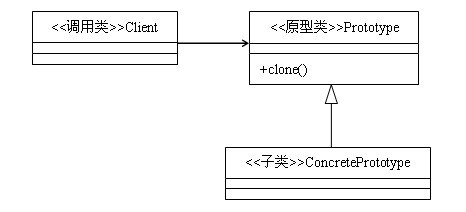 <<调用类>>Client
<<原型类>>Prototype
+clone()
<<子类>>ConcretePrototype